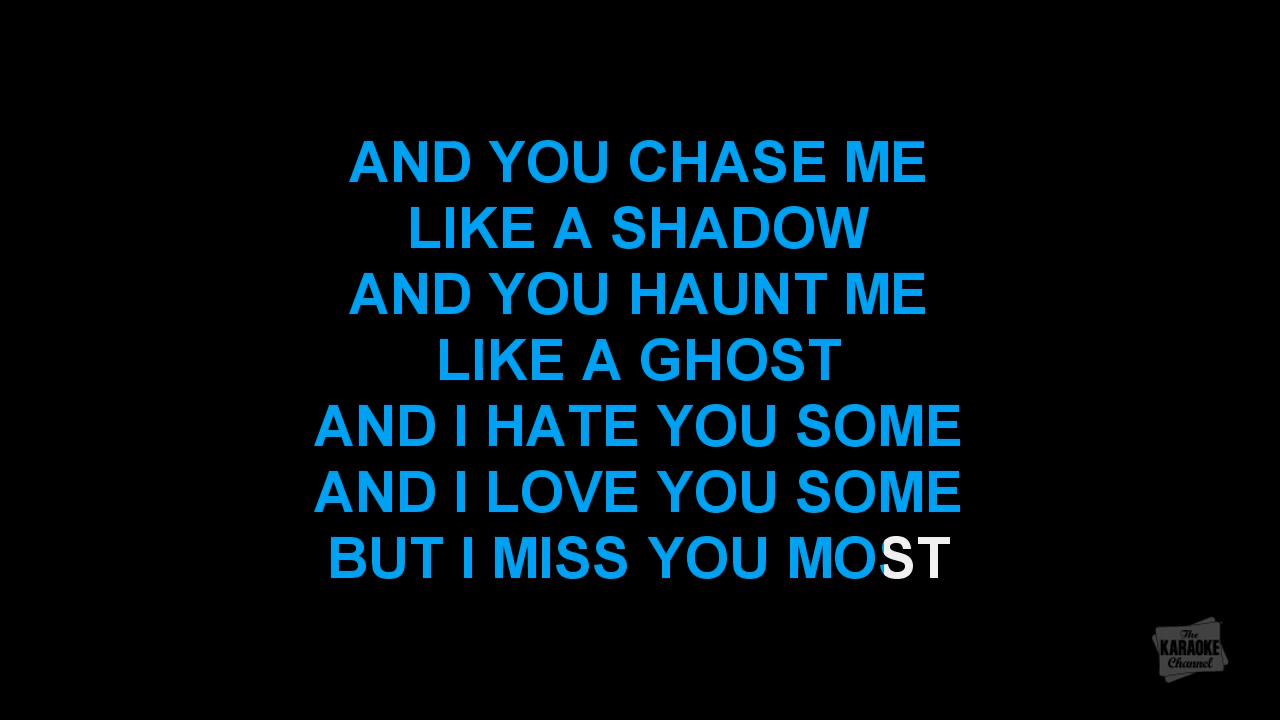 AND YOU CHASE ME
LIKE A SHADOW
AND YOU HAUNT ME
LIKE A GHOST
AND I HATE YOU SOME
AND I LOVE YOU SOME
BUT I MISS YOU MOST
The
KARAOKE
Channel